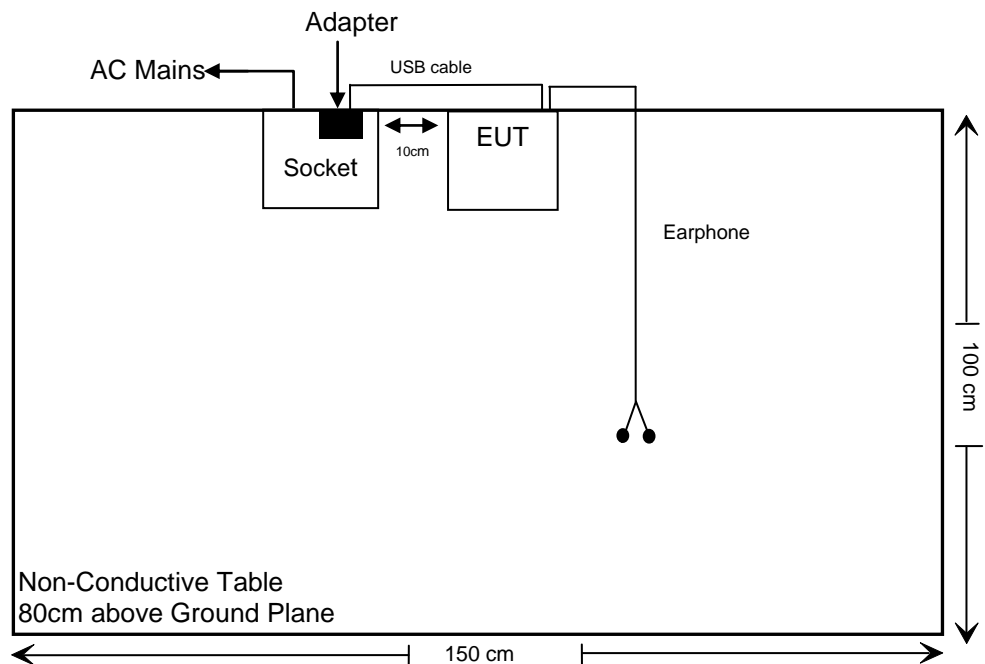 Adapter
AC Mains
USB cable
10cm
EUT
Socket
Earphone
100 cm
Non-Conductive Table
80cm above Ground Plane
150 cm